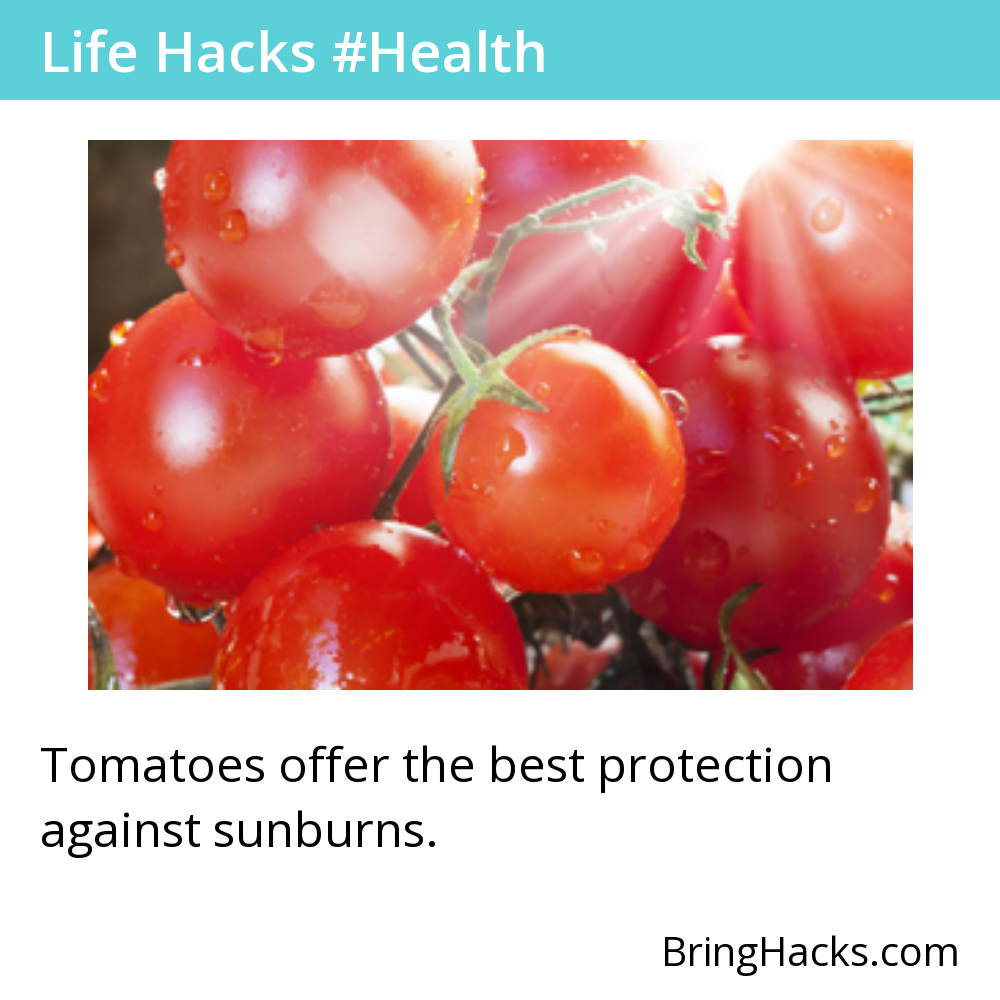 Life Hacks #Health
Tomatoes offer the best protection
against sunburns.
BringHacks.com